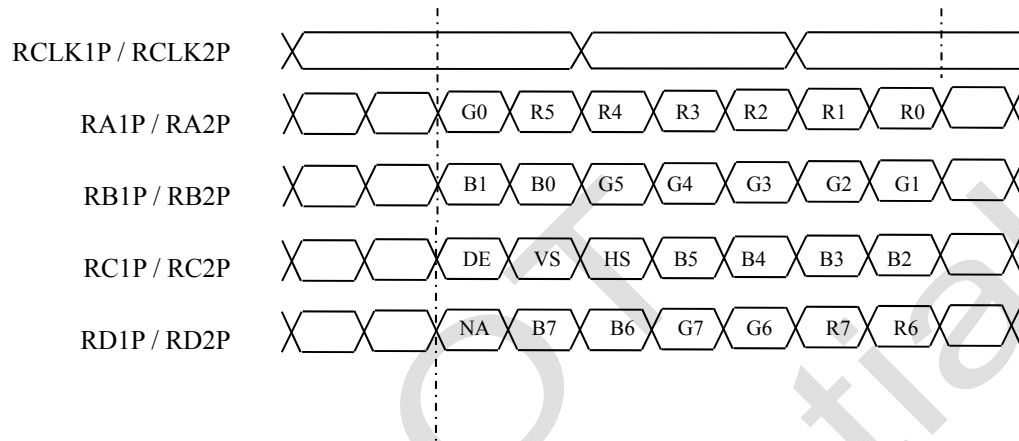 RCLK1P / RCLK2P
RA1P / RA2P G0 R5 R4 R3 R2 R1 R0
RB1P / RB2P B1 B0 G5 G4 G3 G2 G1
RC1P / RC2P DE VS HS B5 B4 B3 B2
RD1P / RD2P NA B7 B6 G7 G6 R7 R6